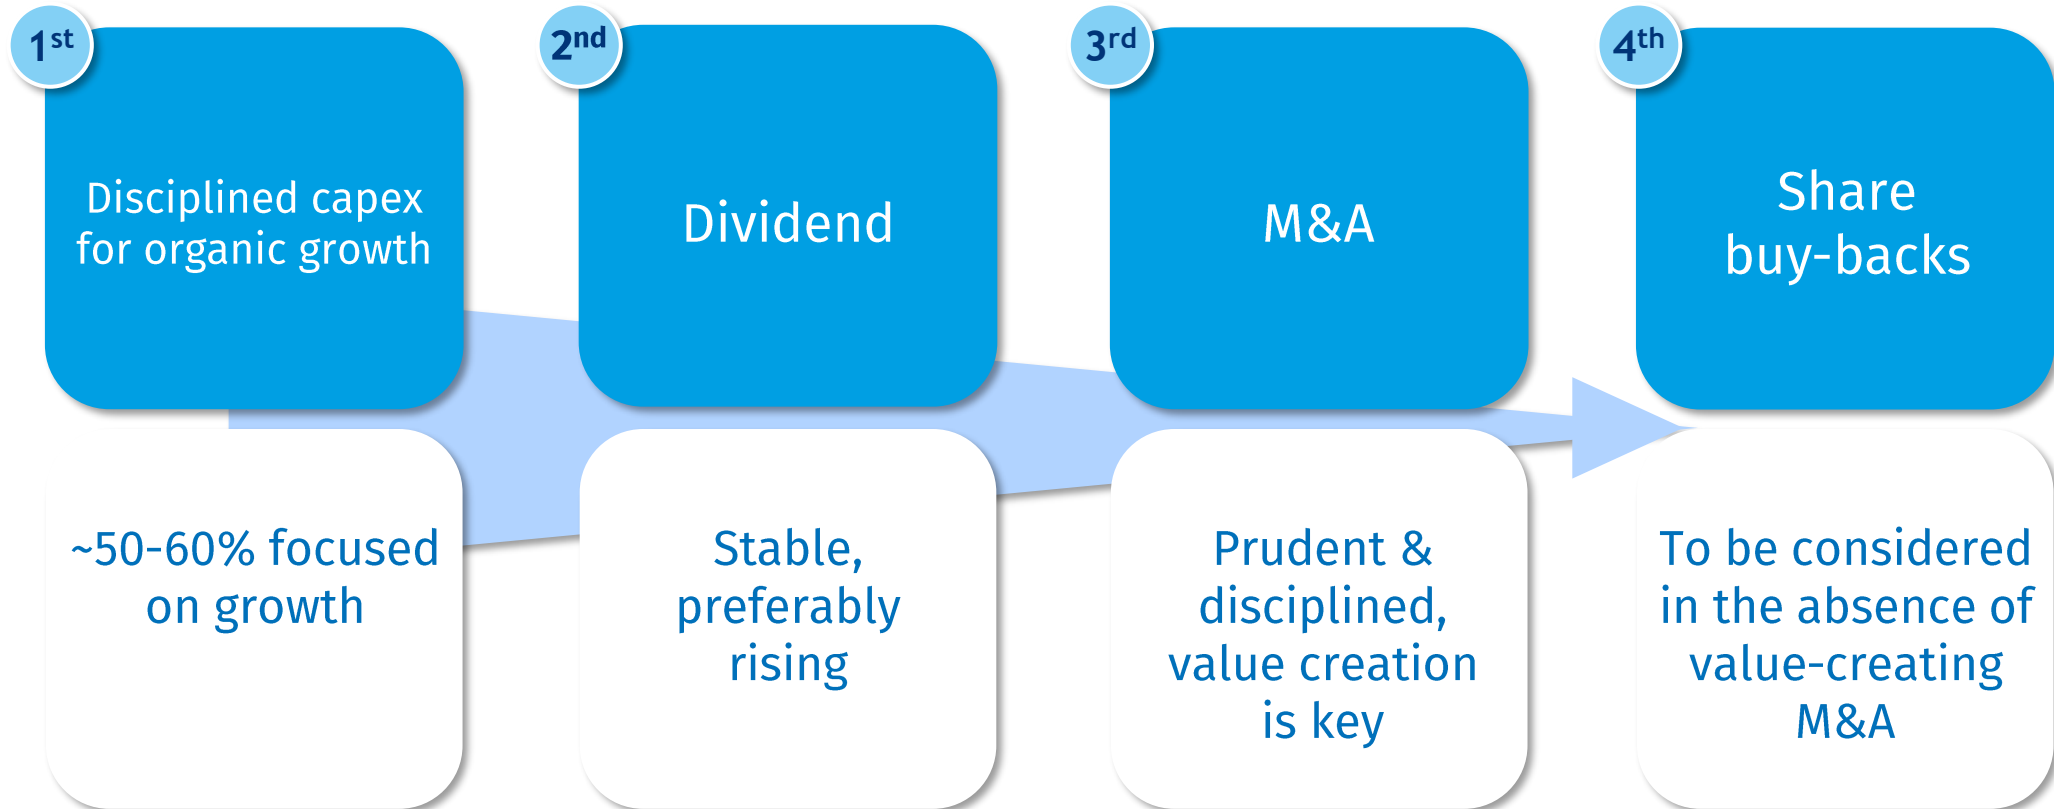 1st
Disciplined capex
for organic growth
~50-60% focused
on growth
2nd
Dividend
Stable,
preferably
rising
3rd
M&A
Prudent &
disciplined,
value creation
is key
4th
Share
buy-backs
To be considered
in the absence of
value-creating
M&A